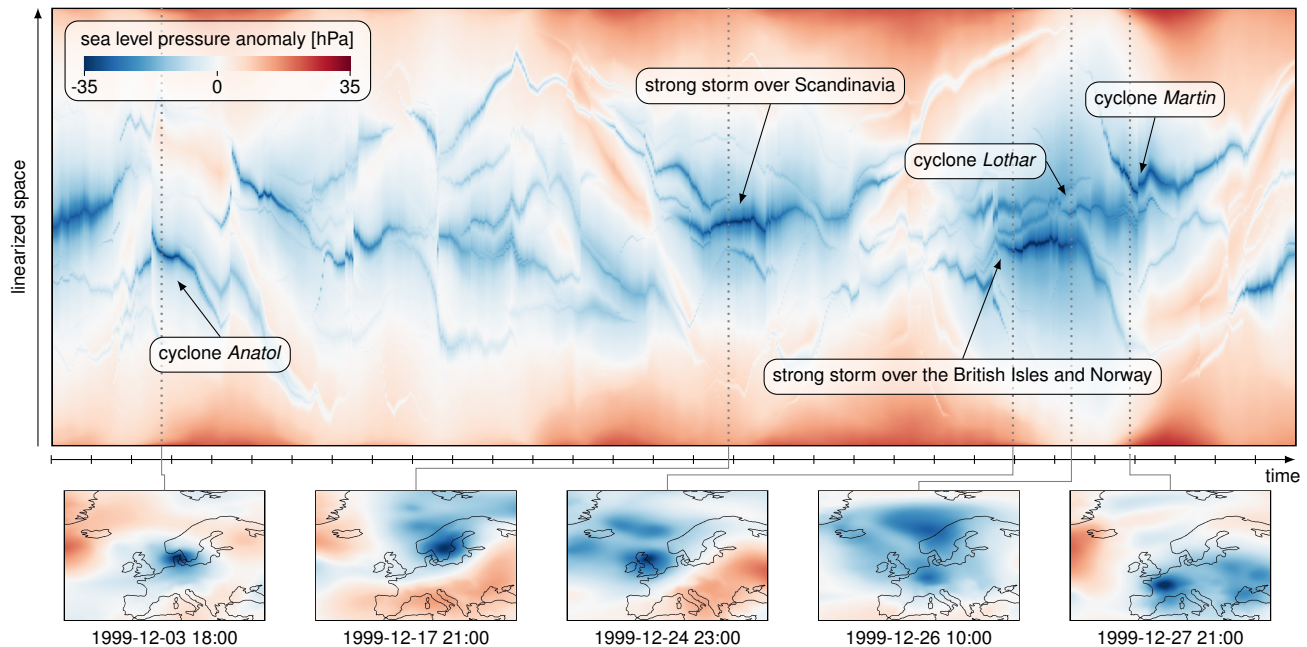 sea level pressure anomaly [hPa]
-35 0 35
strong storm over Scandinavia
cyclone Martin
cyclone Lothar
linearized space
cyclone Anatol
strong storm over the British Isles and Norway
time
1999-12-03 18:00
1999-12-17 21:00
1999-12-24 23:00
1999-12-26 10:00
1999-12-27 21:00